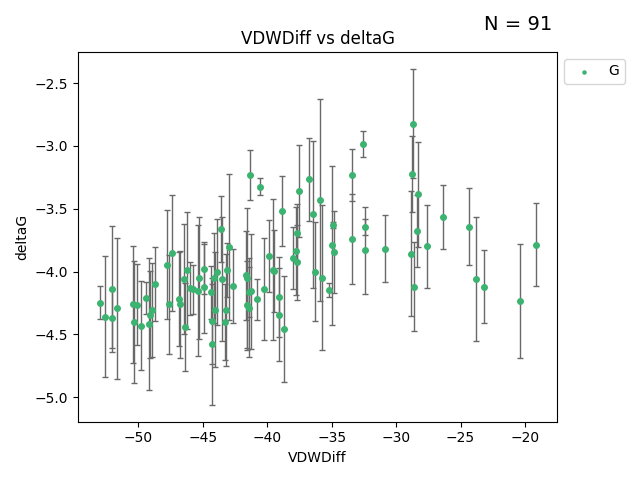 N = 91
VDWDiff vs deltaG
G
−2.5
−3.0
−3.5
−4.0
−4.5
−5.0
deltaG
−50 −45 −40 −35 −30 −25 −20
VDWDiff